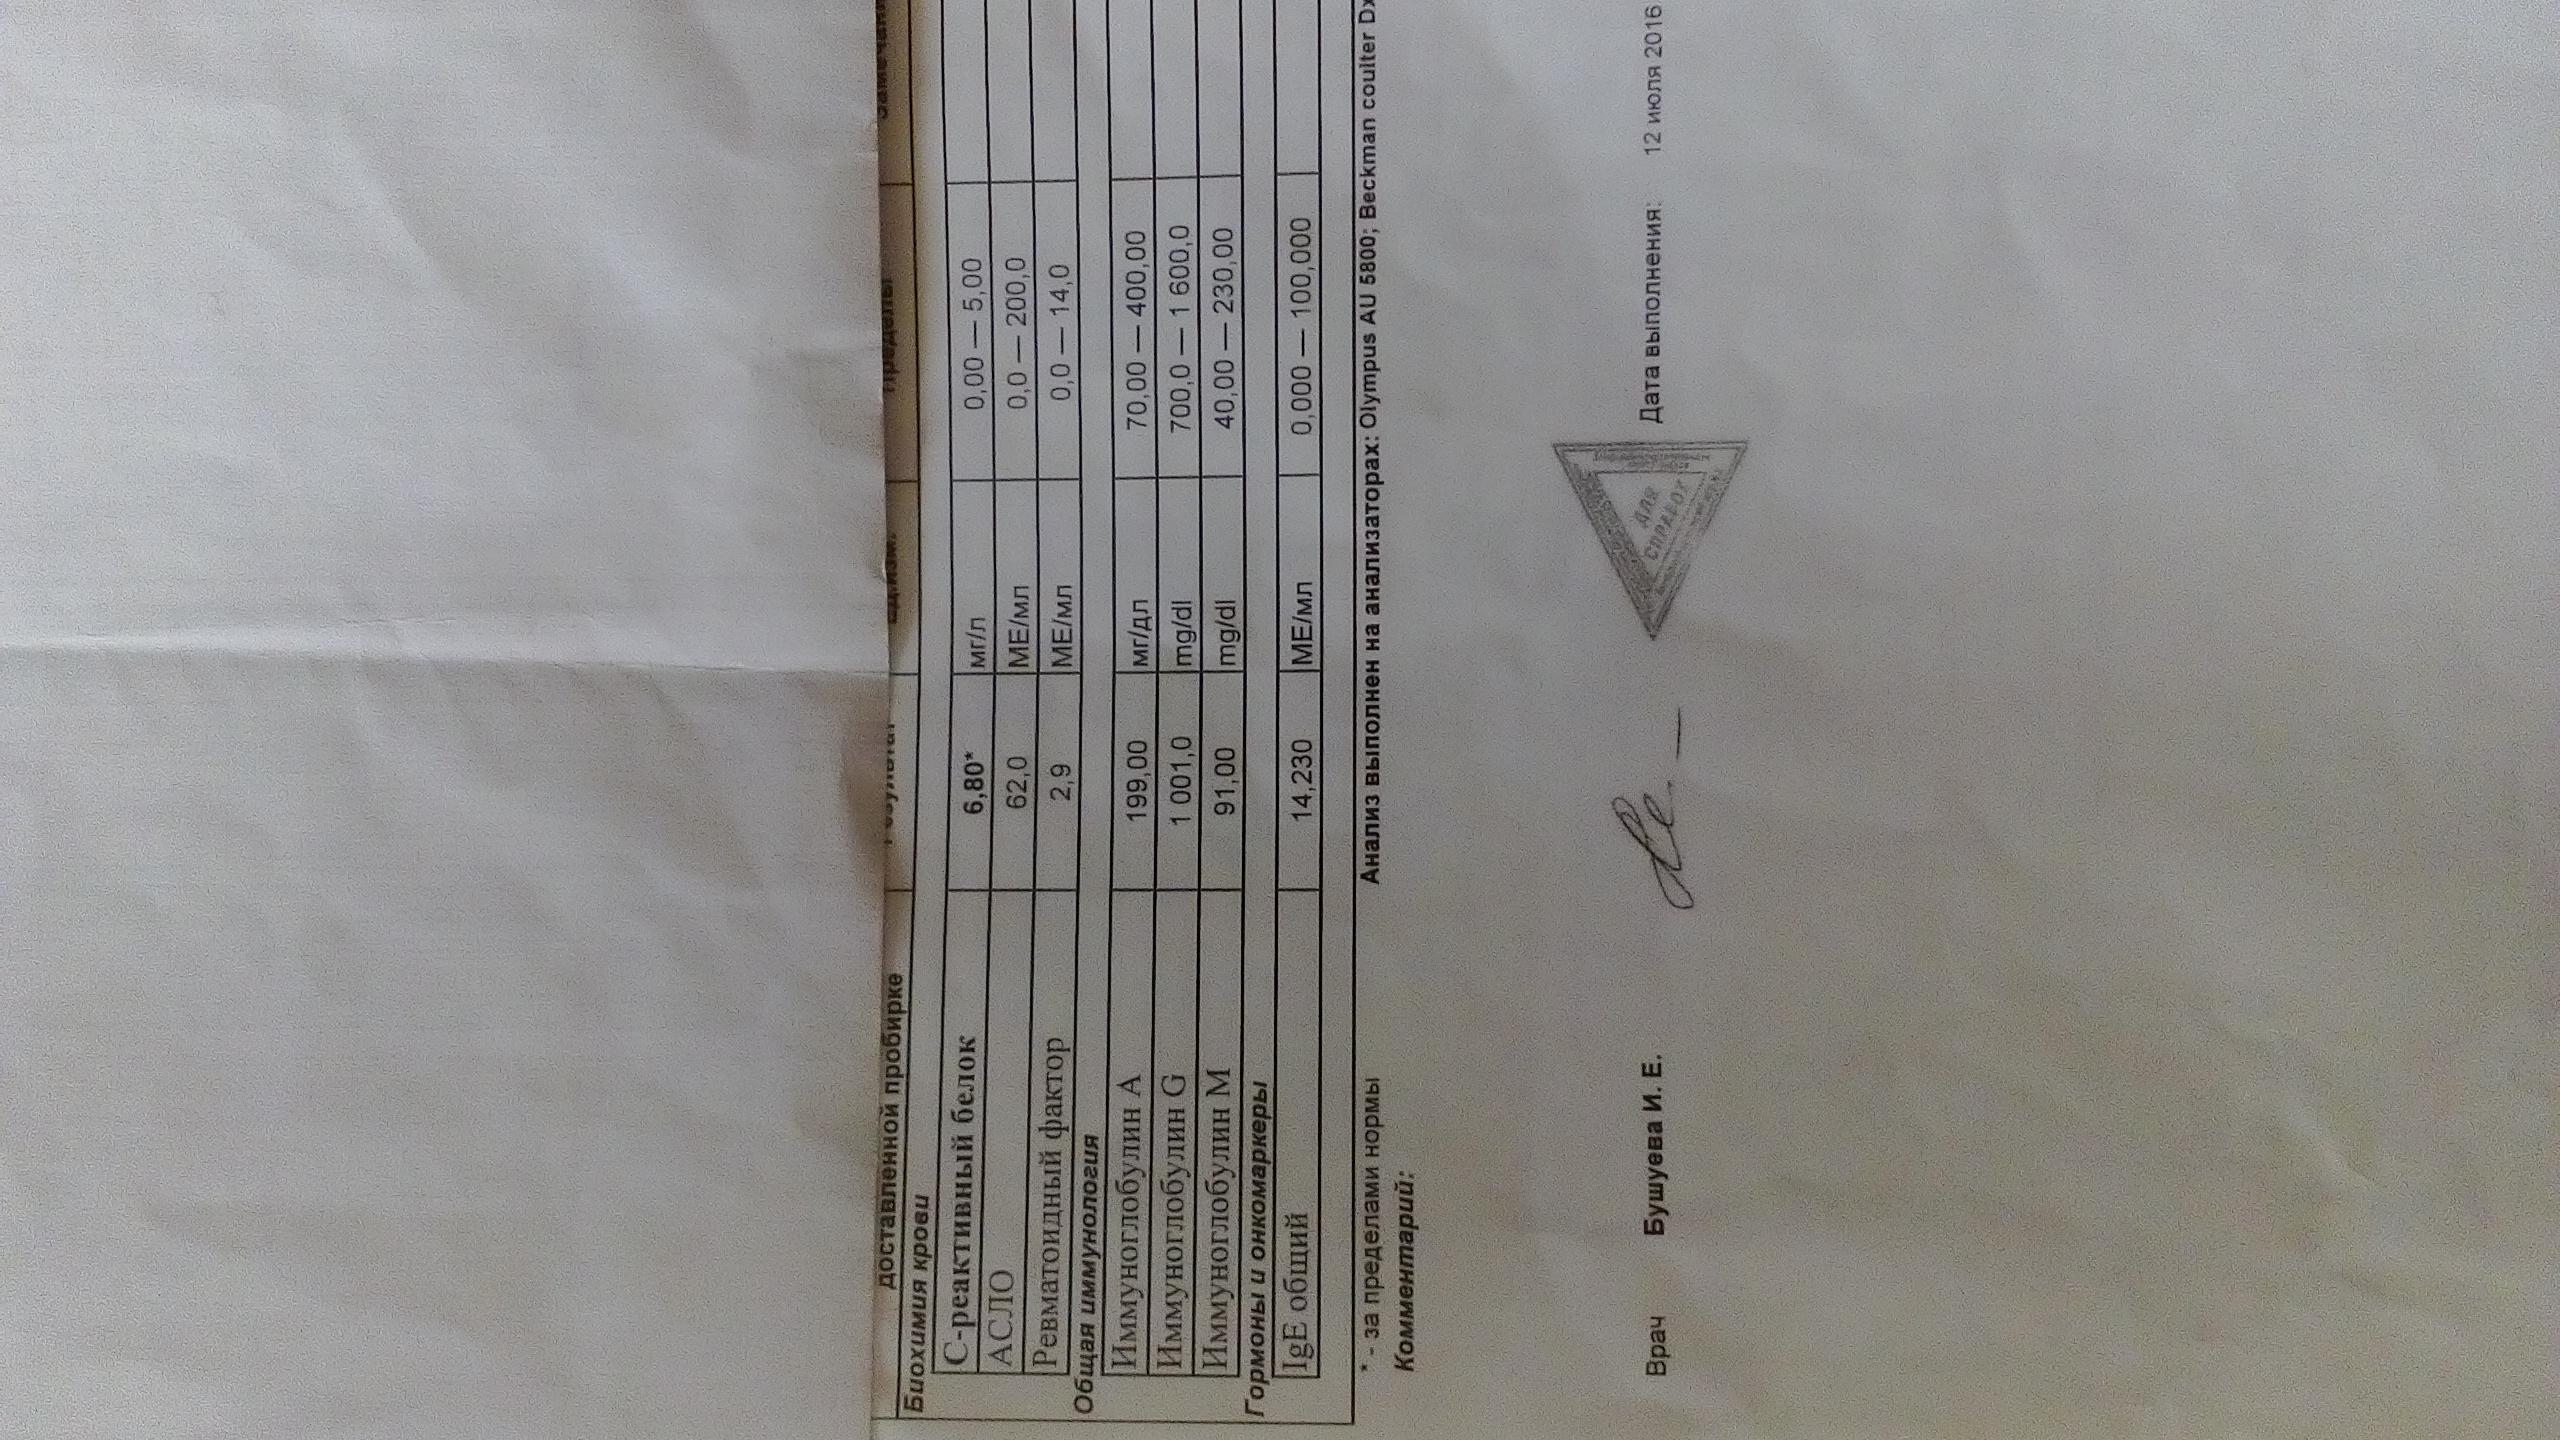 доставленной пробирке Результат Пределы
Биохимия крови
С-реактивный белок 6,80* мг/л 0,00 — 5,00
АСЛО 62,0 МЕ/мл 0,0 — 200,0
Ревматоидный фактор 2,9 МЕ/мл 0,0 — 14,0
Общая иммунология
Иммуноглобулин А 199,00 мг/дл 70,00 — 400,00
Иммуноглобулин G 1 001,0 mg/dl 700,0 — 1 600,0
Иммуноглобулин М 91,00 mg/dl 40,00 — 230,00
Гормоны и онкомаркеры
IgE общий 14,230 МЕ/мл 0,000 — 100,000
* - за пределами нормы Анализ выполнен на анализаторах: Olympus AU 5800; Beckman coulter Dx
Комментарий:
Врач Бушуева И. Е. Дата выполнения: 12 июля 2016
ДЛЯ
СПРАВОК